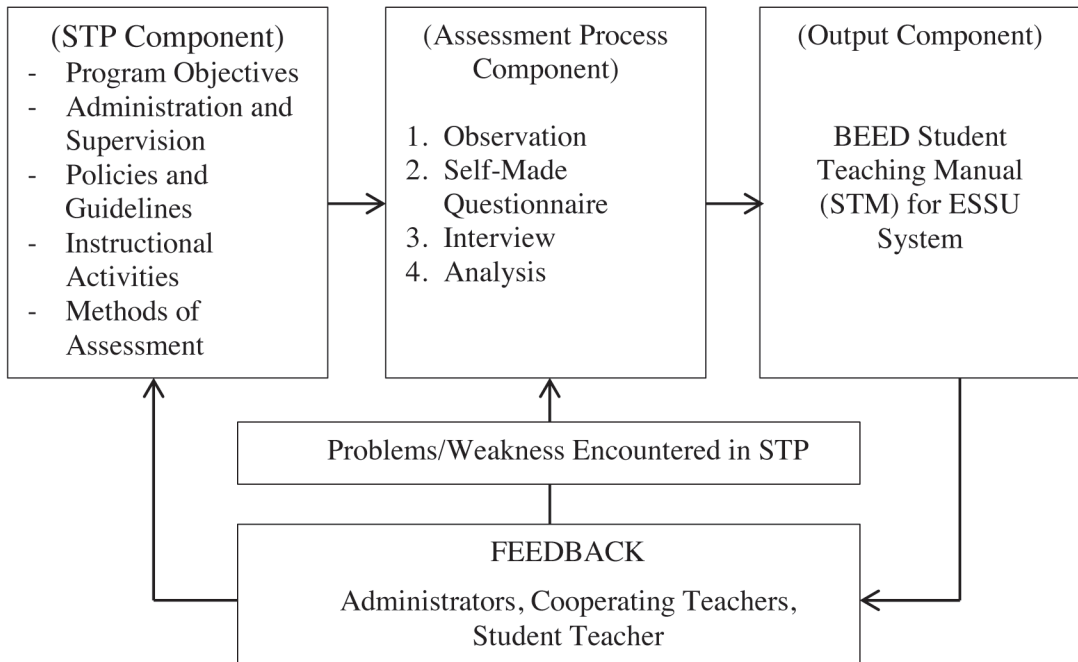 (STP Component)
- Program Objectives
- Administration and
Supervision
- Policies and
Guidelines
- Instructional
Activities
- Methods of
Assessment
(Assessment Process
Component)
1. Observation
2. Self-Made
Questionnaire
3. Interview
4. Analysis
(Output Component)
BEED Student
Teaching Manual
(STM) for ESSU
System
Problems/Weakness Encountered in STP
FEEDBACK
Administrators, Cooperating Teachers,
Student Teacher